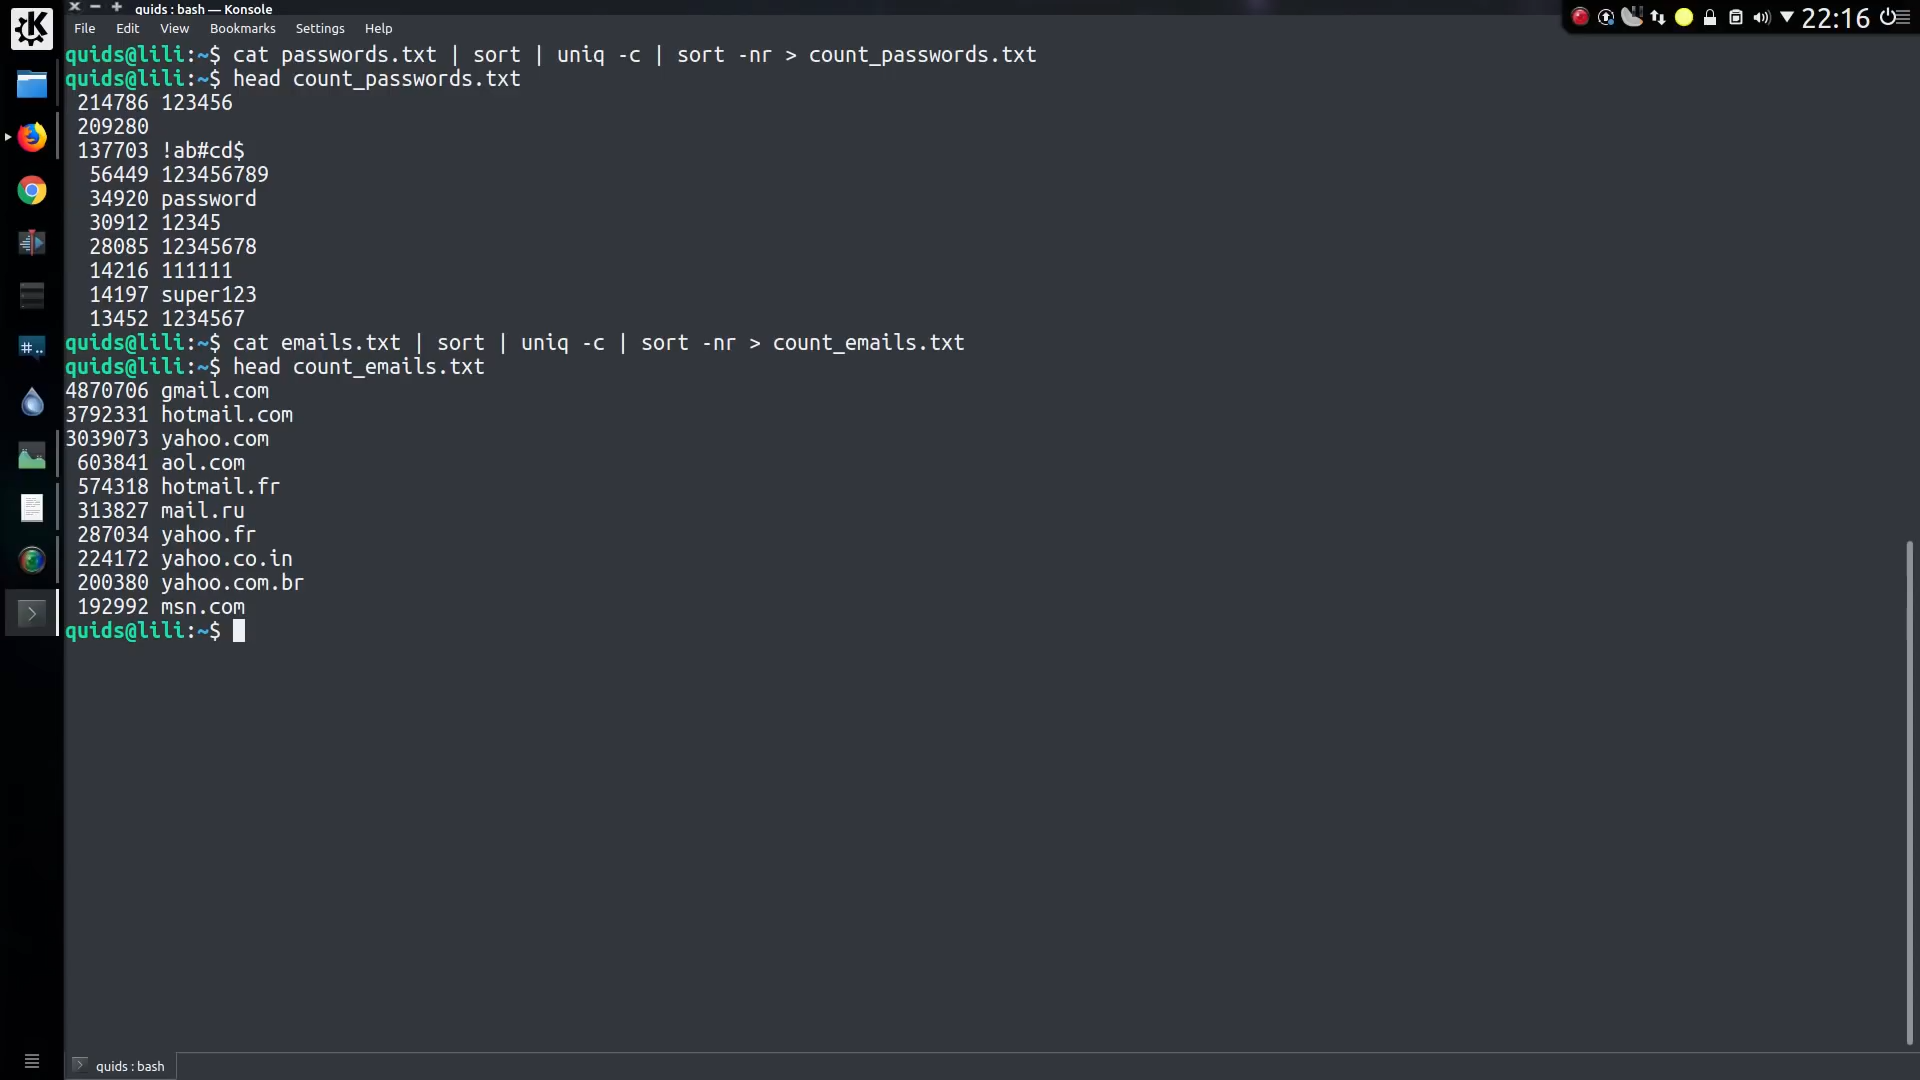 quids : bash — Konsole
22:16
File Edit View Bookmarks Settings Help
quids@lili:~$ cat passwords.txt | sort | uniq -c | sort -nr > count_passwords.txt
quids@lili:~$ head count_passwords.txt
214786 123456
209280
137703 !ab#cd$
56449 123456789
34920 password
30912 12345
28085 12345678
14216 111111
14197 super123
13452 1234567
quids@lili:~$ cat emails.txt | sort | uniq -c | sort -nr > count_emails.txt
quids@lili:~$ head count_emails.txt
4870706 gmail.com
3792331 hotmail.com
3039073 yahoo.com
603841 aol.com
574318 hotmail.fr
313827 mail.ru
287034 yahoo.fr
224172 yahoo.co.in
200380 yahoo.com.br
192992 msn.com
quids@lili:~$
quids : bash